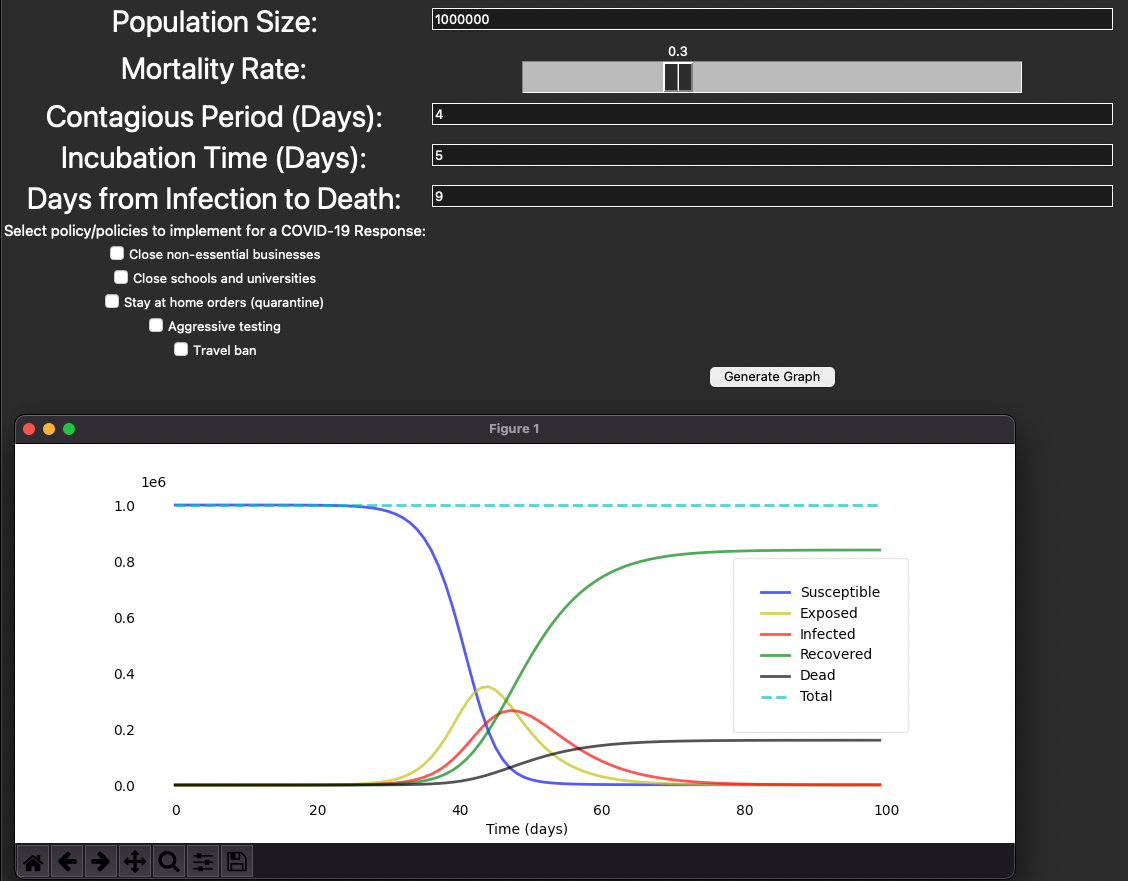 Population Size: 1000000
0.3
Mortality Rate:
Contagious Period (Days): 4
Incubation Time (Days): 5
Days from Infection to Death: 9
Select policy/policies to implement for a COVID-19 Response:
Close non-essential businesses
Close schools and universities
Stay at home orders (quarantine)
Aggressive testing
Travel ban
Generate Graph
Figure 1
1e6
1.0
0.8
0.6
0.4
0.2
0.0
Susceptible
Exposed
Infected
Recovered
Dead
Total
0 20 40 60 80 100
Time (days)